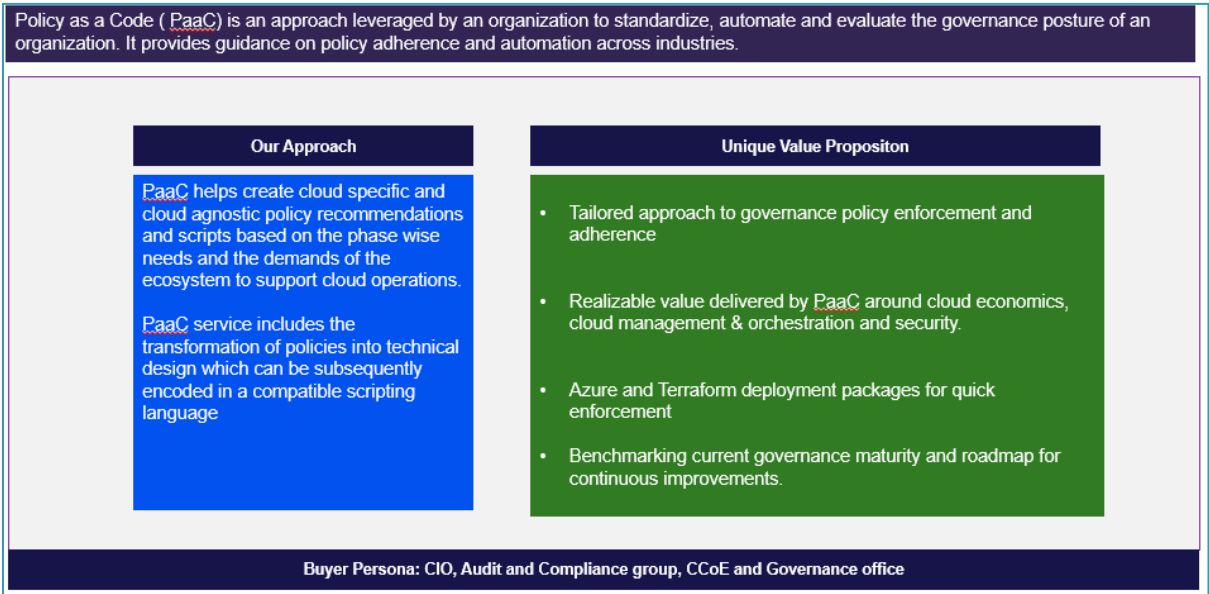 Policy as a Code ( PaaC) is an approach leveraged by an organization to standardize, automate and evaluate the governance posture of an
organization. It provides guidance on policy adherence and automation across industries.
Our Approach
PaaC helps create cloud specific and
cloud agnostic policy recommendations
and scripts based on the phase wise
needs and the demands of the
ecosystem to support cloud operations.
PaaC service includes the
transformation of policies into technical
design which can be subsequently
encoded in a compatible scripting
language
Unique Value Propositon
• Tailored approach to governance policy enforcement and
adherence
• Realizable value delivered by PaaC around cloud economics,
cloud management & orchestration and security.
• Azure and Terraform deployment packages for quick
enforcement
• Benchmarking current governance maturity and roadmap for
continuous improvements.
Buyer Persona: CIO, Audit and Compliance group, CCoE and Governance office